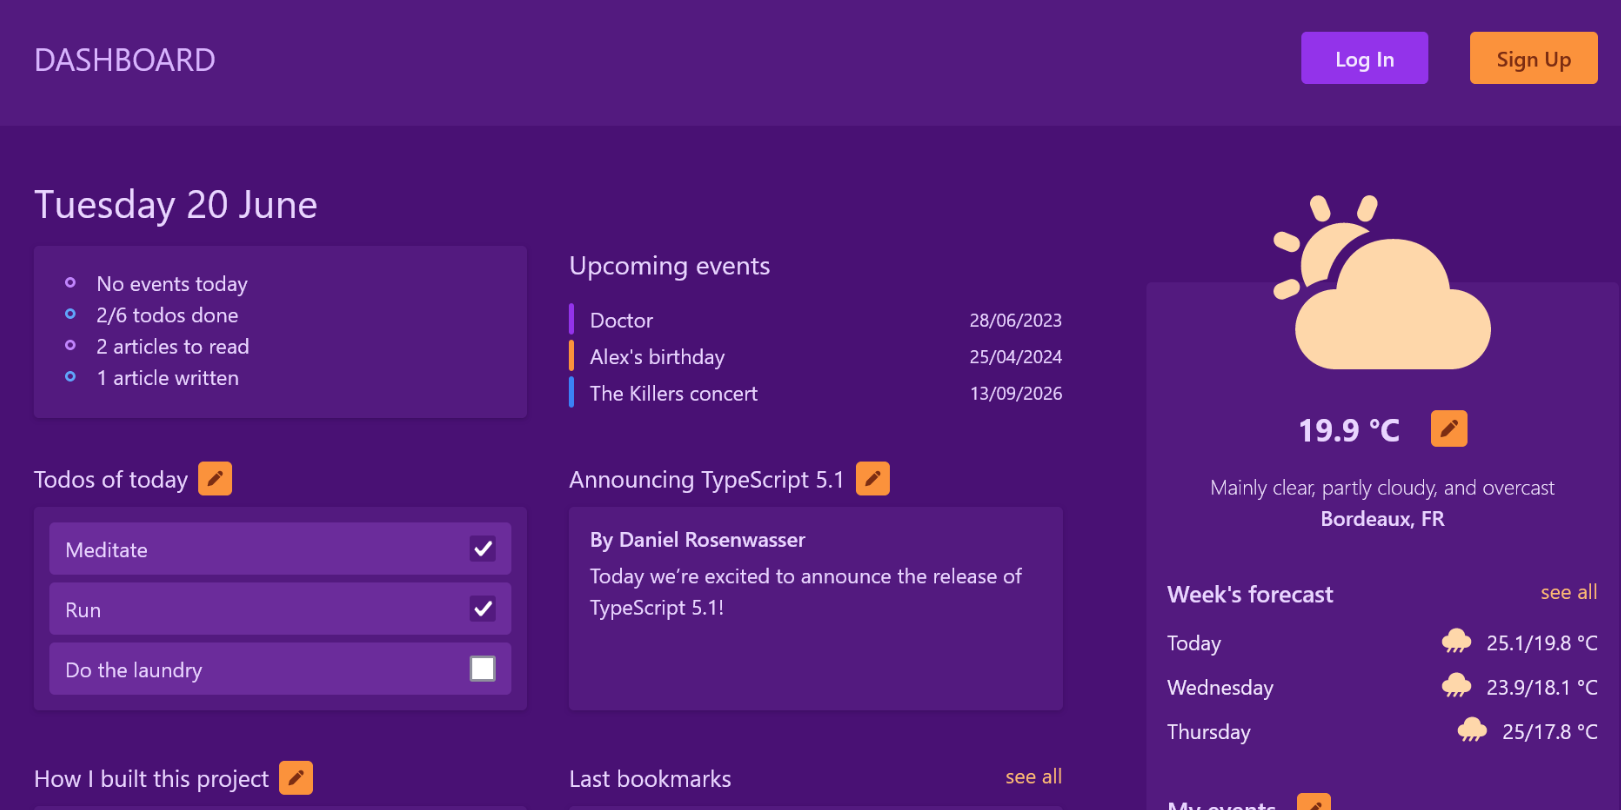 DASHBOARD
Log In
Sign Up
Tuesday 20 June
No events today
2/6 todos done
2 articles to read
1 article written
Upcoming events
Doctor 28/06/2023
Alex's birthday 25/04/2024
The Killers concert 13/09/2026
Todos of today
Meditate
Run
Do the laundry
Announcing TypeScript 5.1
By Daniel Rosenwasser
Today we’re excited to announce the release of
TypeScript 5.1!
How I built this project
Last bookmarks see all
19.9 °C
Mainly clear, partly cloudy, and overcast
Bordeaux, FR
Week's forecast see all
Today 25.1/19.8 °C
Wednesday 23.9/18.1 °C
Thursday 25/17.8 °C
My events